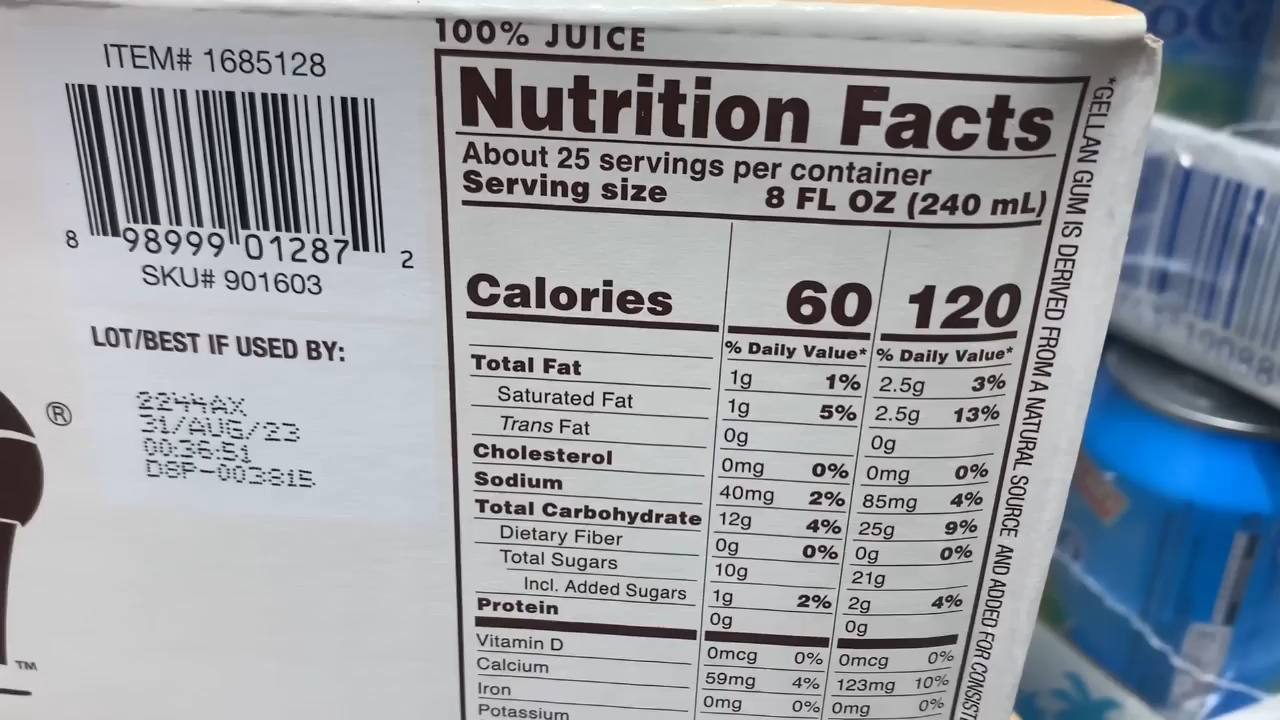 ITEM# 1685128
8 98999 01287 2
SKU# 901603
LOT/BEST IF USED BY:
2244AX
31/AUG/23
00:36:51
DSP-003815
®
TM
100% JUICE
Nutrition Facts
About 25 servings per container
Serving size 8 FL OZ (240 mL)
Calories 60 120
% Daily Value* % Daily Value*
Total Fat 1g 1% 2.5g 3%
Saturated Fat 1g 5% 2.5g 13%
Trans Fat 0g 0g
Cholesterol 0mg 0% 0mg 0%
Sodium 40mg 2% 85mg 4%
Total Carbohydrate 12g 4% 25g 9%
Dietary Fiber 0g 0% 0g 0%
Total Sugars 10g 21g
Incl. Added Sugars 1g 2% 2g 4%
Protein 0g 0g
Vitamin D 0mcg 0% 0mcg 0%
Calcium 59mg 4% 123mg 10%
Iron 0mg 0% 0mg 0%
Potassium
*GELLAN GUM IS DERIVED FROM A NATURAL SOURCE AND ADDED FOR CONSIST